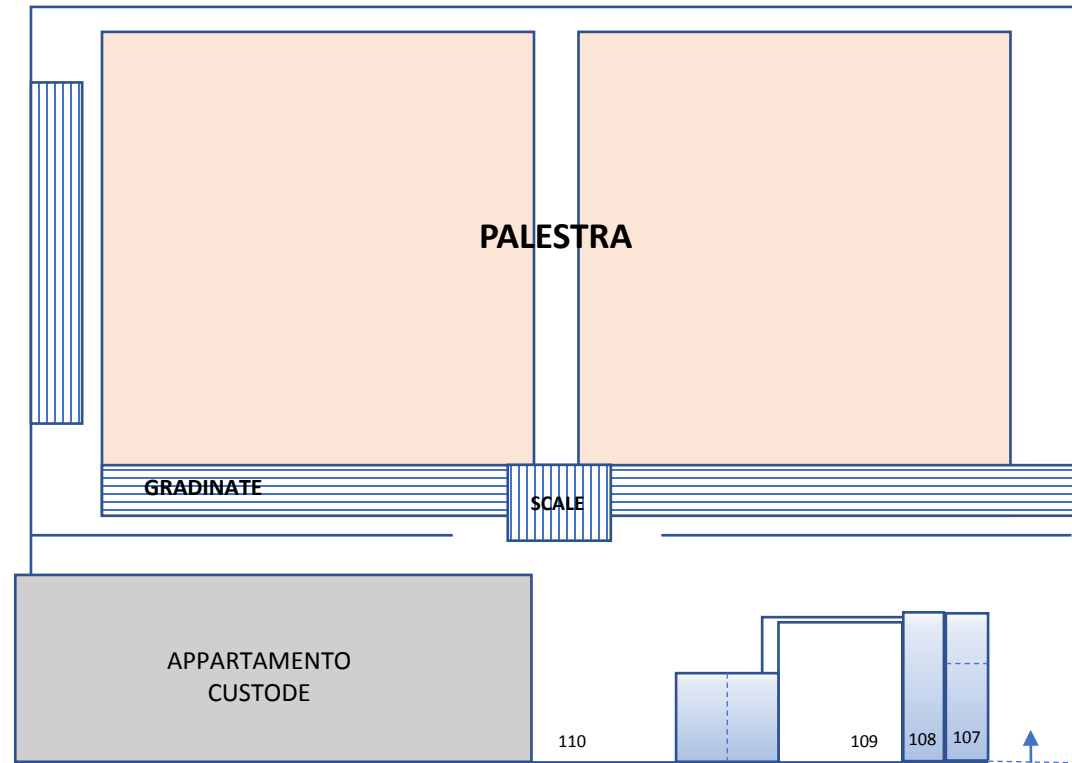 PALESTRA
GRADINATE
SCALE
APPARTAMENTO
CUSTODE
110
109
108
107